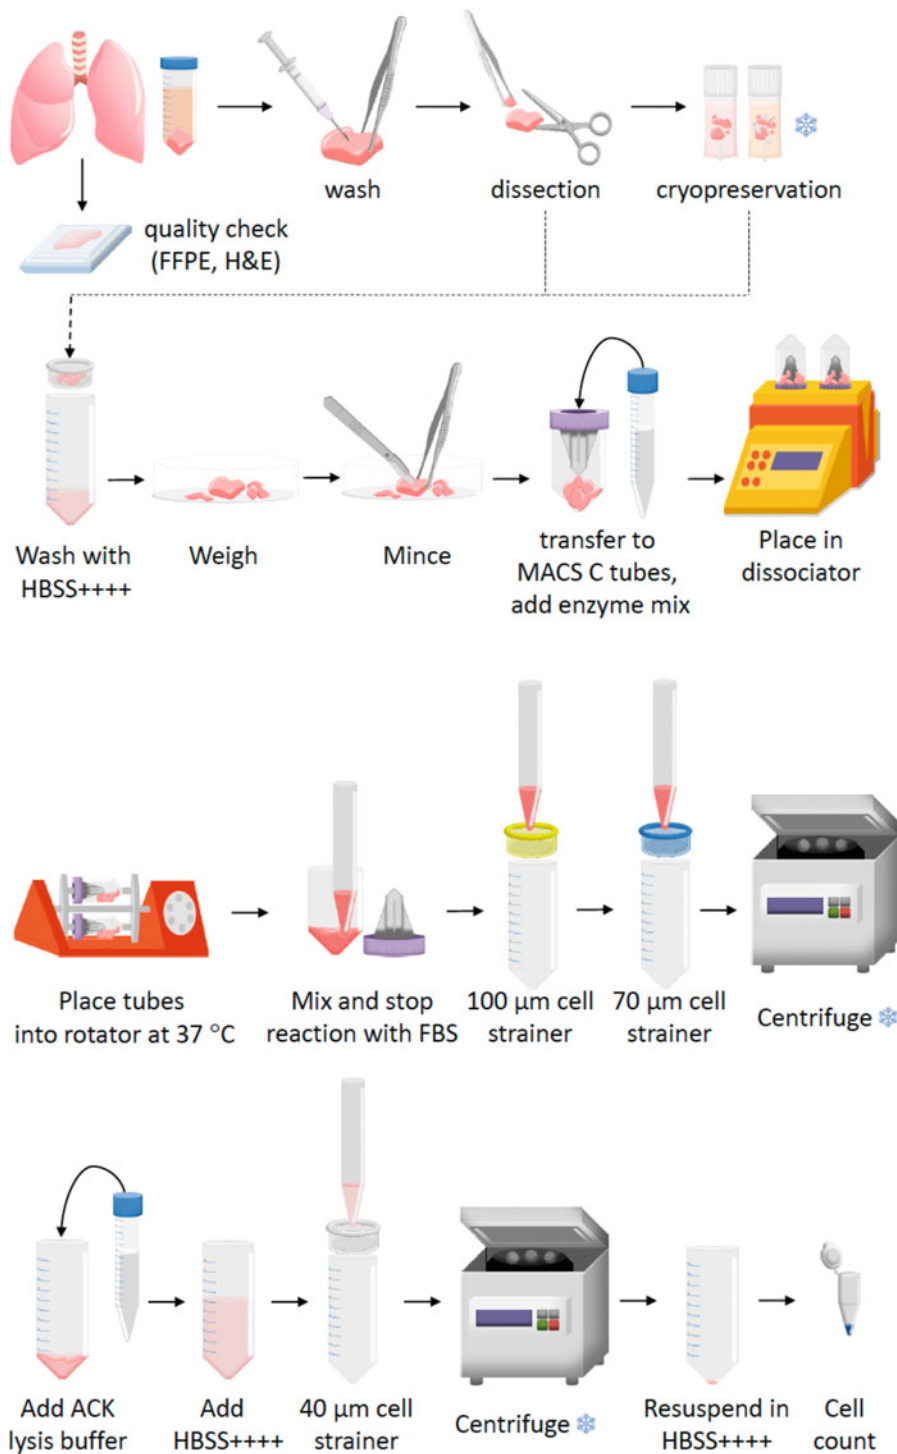 wash
dissection
cryopreservation
quality check
(FFPE, H&E)
Wash with
HBSS++++
Weigh
Mince
transfer to
MACS C tubes,
add enzyme mix
Place in
dissociator
Place tubes
into rotator at 37 °C
Mix and stop
reaction with FBS
100 µm cell
strainer
70 µm cell
strainer
Centrifuge
Add ACK
lysis buffer
Add
HBSS++++
40 µm cell
strainer
Centrifuge
Resuspend in
HBSS++++
Cell
count